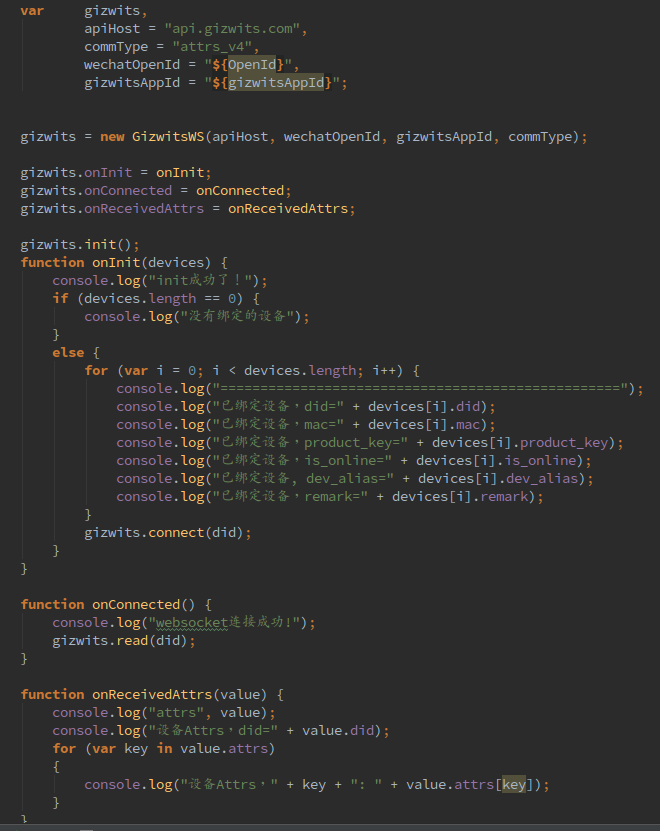 var     gizwits,
        apiHost = "api.gizwits.com",
        commType = "attrs_v4",
        wechatOpenId = "${OpenId}",
        gizwitsAppId = "${gizwitsAppId}";
gizwits = new GizwitsWS(apiHost, wechatOpenId, gizwitsAppId, commType);
gizwits.onInit = onInit;
gizwits.onConnected = onConnected;
gizwits.onReceivedAttrs = onReceivedAttrs;
gizwits.init();
function onInit(devices) {
    console.log("init成功了！");
    if (devices.length == 0) {
        console.log("没有绑定的设备");
    }
    else {
        for (var i = 0; i < devices.length; i++) {
            console.log("==================================================");
            console.log("已绑定设备，did=" + devices[i].did);
            console.log("已绑定设备，mac=" + devices[i].mac);
            console.log("已绑定设备，product_key=" + devices[i].product_key);
            console.log("已绑定设备，is_online=" + devices[i].is_online);
            console.log("已绑定设备, dev_alias=" + devices[i].dev_alias);
            console.log("已绑定设备，remark=" + devices[i].remark);
        }
        gizwits.connect(did);
    }
}
function onConnected() {
    console.log("websocket连接成功!");
    gizwits.read(did);
}
function onReceivedAttrs(value) {
    console.log("attrs", value);
    console.log("设备Attrs，did=" + value.did);
    for (var key in value.attrs)
    {
        console.log("设备Attrs，" + key + ": " + value.attrs[key]);
    }
}